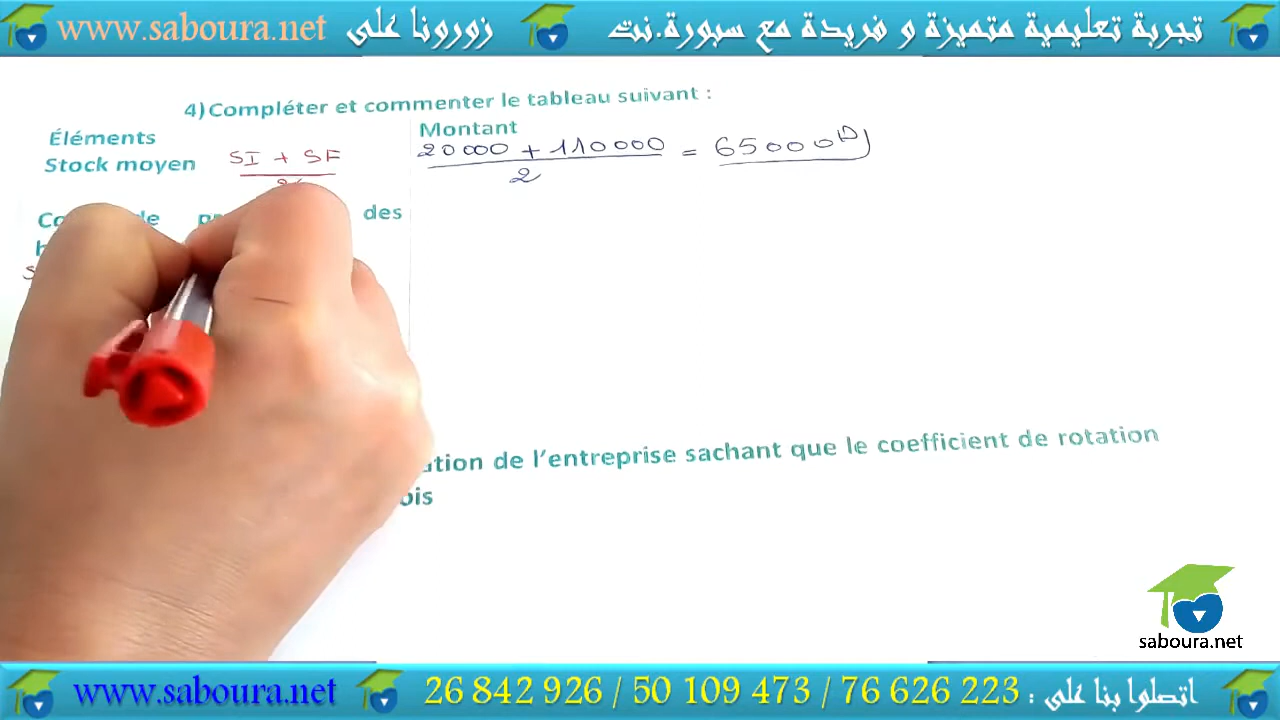 www.saboura.net زورونا على تجربة تعليمية متميزة و فريدة مع سبورة.نت
4)Compléter et commenter le tableau suivant :
Éléments Montant
Stock moyen SI + SF 20000 + 110000 = 65000D
2
des
de l'entreprise sachant que le coefficient de rotation
saboura.net
www.saboura.net 26 842 926 / 50 109 473 / 76 626 223 : اتصلوا بنا على